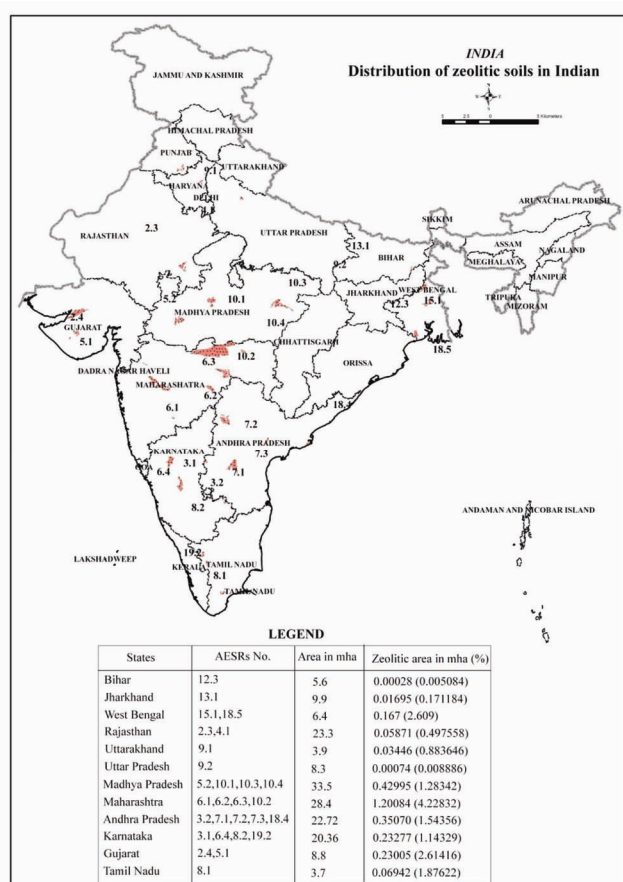 INDIA
Distribution of zeolitic soils in Indian
N
W E
S
5 2.5 0 5 Kilometers
JAMMU AND KASHMIR
HIMACHAL PRADESH
PUNJAB
9.1
UTTARAKHAND
HARYANA
DELHI
4.1
ARUNACHAL PRADESH
2.3
RAJASTHAN
UTTAR PRADESH
SIKKIM
13.1
ASSAM
NAGALAND
9.2
BIHAR
MEGHALAYA
MANIPUR
5.2
10.1
10.3
JHARKHAND
WEST BENGAL
12.3
15.1
TRIPURA
MIZORAM
2.4
GUJARAT
MADHYA PRADESH
10.4
5.1
CHHATTISGARH
18.5
6.3
10.2
ORISSA
DADRA NAGAR HAVELI
MAHARASHATRA
6.2
6.1
18.4
7.2
ANDHRA PRADESH
7.3
KARNATAKA
GOA
3.1
6.4
7.1
3.2
8.2
ANDAMAN AND NICOBAR ISLAND
19.2
LAKSHADWEEP
KERALA
TAMIL NADU
8.1
TAMIL NADU
LEGEND
States AESRs No. Area in mha Zeolitic area in mha (%)
Bihar 12.3 5.6 0.00028 (0.005084)
Jharkhand 13.1 9.9 0.01695 (0.171184)
West Bengal 15.1,18.5 6.4 0.167 (2.609)
Rajasthan 2.3,4.1 23.3 0.05871 (0.497558)
Uttarakhand 9.1 3.9 0.03446 (0.883646)
Uttar Pradesh 9.2 8.3 0.00074 (0.008886)
Madhya Pradesh 5.2,10.1,10.3,10.4 33.5 0.42995 (1.28342)
Maharashtra 6.1,6.2,6.3,10.2 28.4 1.20084 (4.22832)
Andhra Pradesh 3.2,7.1,7.2,7.3,18.4 22.72 0.35070 (1.54356)
Karnataka 3.1,6.4,8.2,19.2 20.36 0.23277 (1.14329)
Gujarat 2.4,5.1 8.8 0.23005 (2.61416)
Tamil Nadu 8.1 3.7 0.06942 (1.87622)